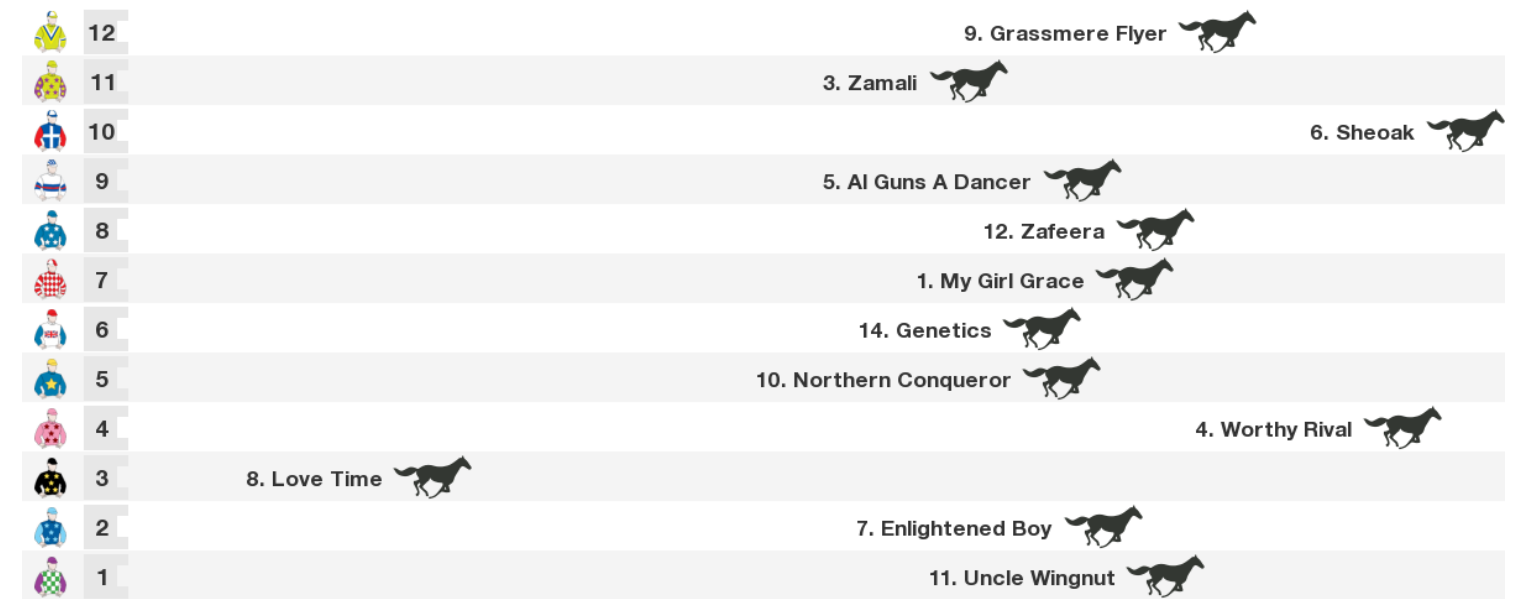 12 9. Grassmere Flyer
11 3. Zamali
10 6. Sheoak
9 5. Al Guns A Dancer
8 12. Zafeera
7 1. My Girl Grace
6 14. Genetics
5 10. Northern Conqueror
4 4. Worthy Rival
3 8. Love Time
2 7. Enlightened Boy
1 11. Uncle Wingnut